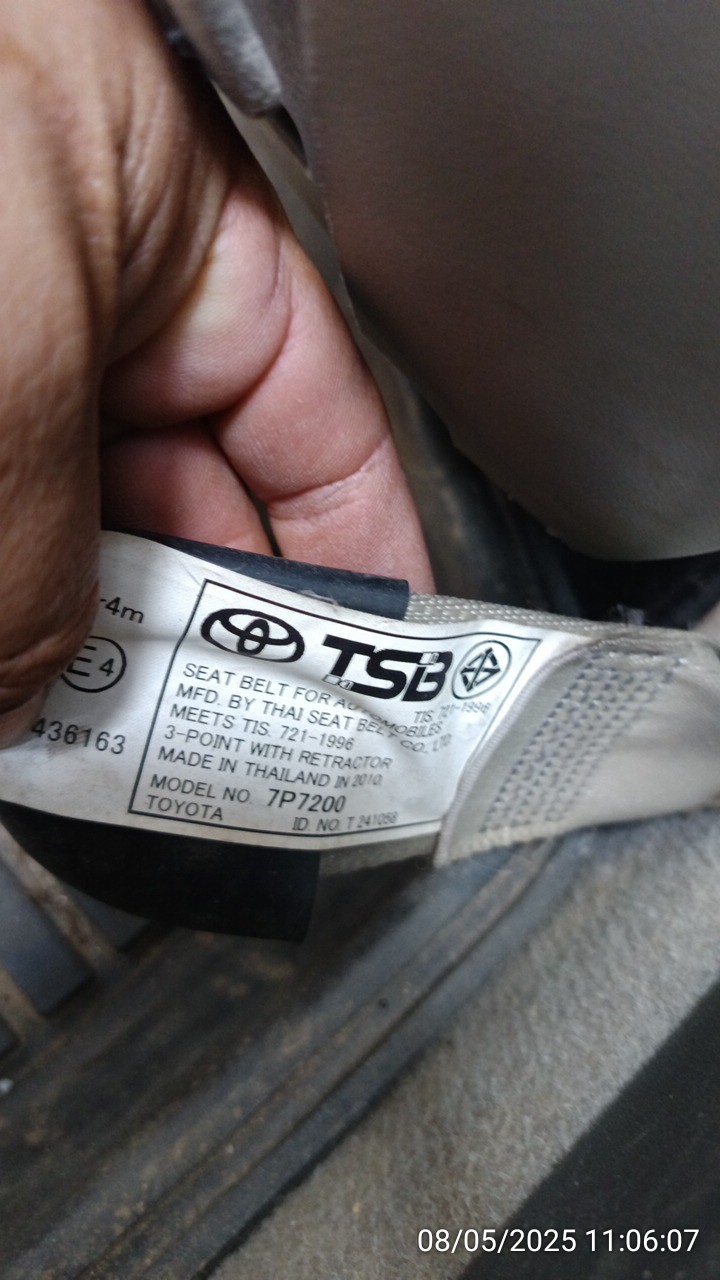 -4m
E4
436163
TSB
TIS. 721-1996
SEAT BELT FOR AUTOMOBILES
MFD. BY THAI SEAT BELT CO., LTD
MEETS TIS. 721-1996
3-POINT WITH RETRACTOR
MADE IN THAILAND IN 2010
MODEL NO. 7P7200
TOYOTA ID. NO. T 241058
08/05/2025 11:06:07